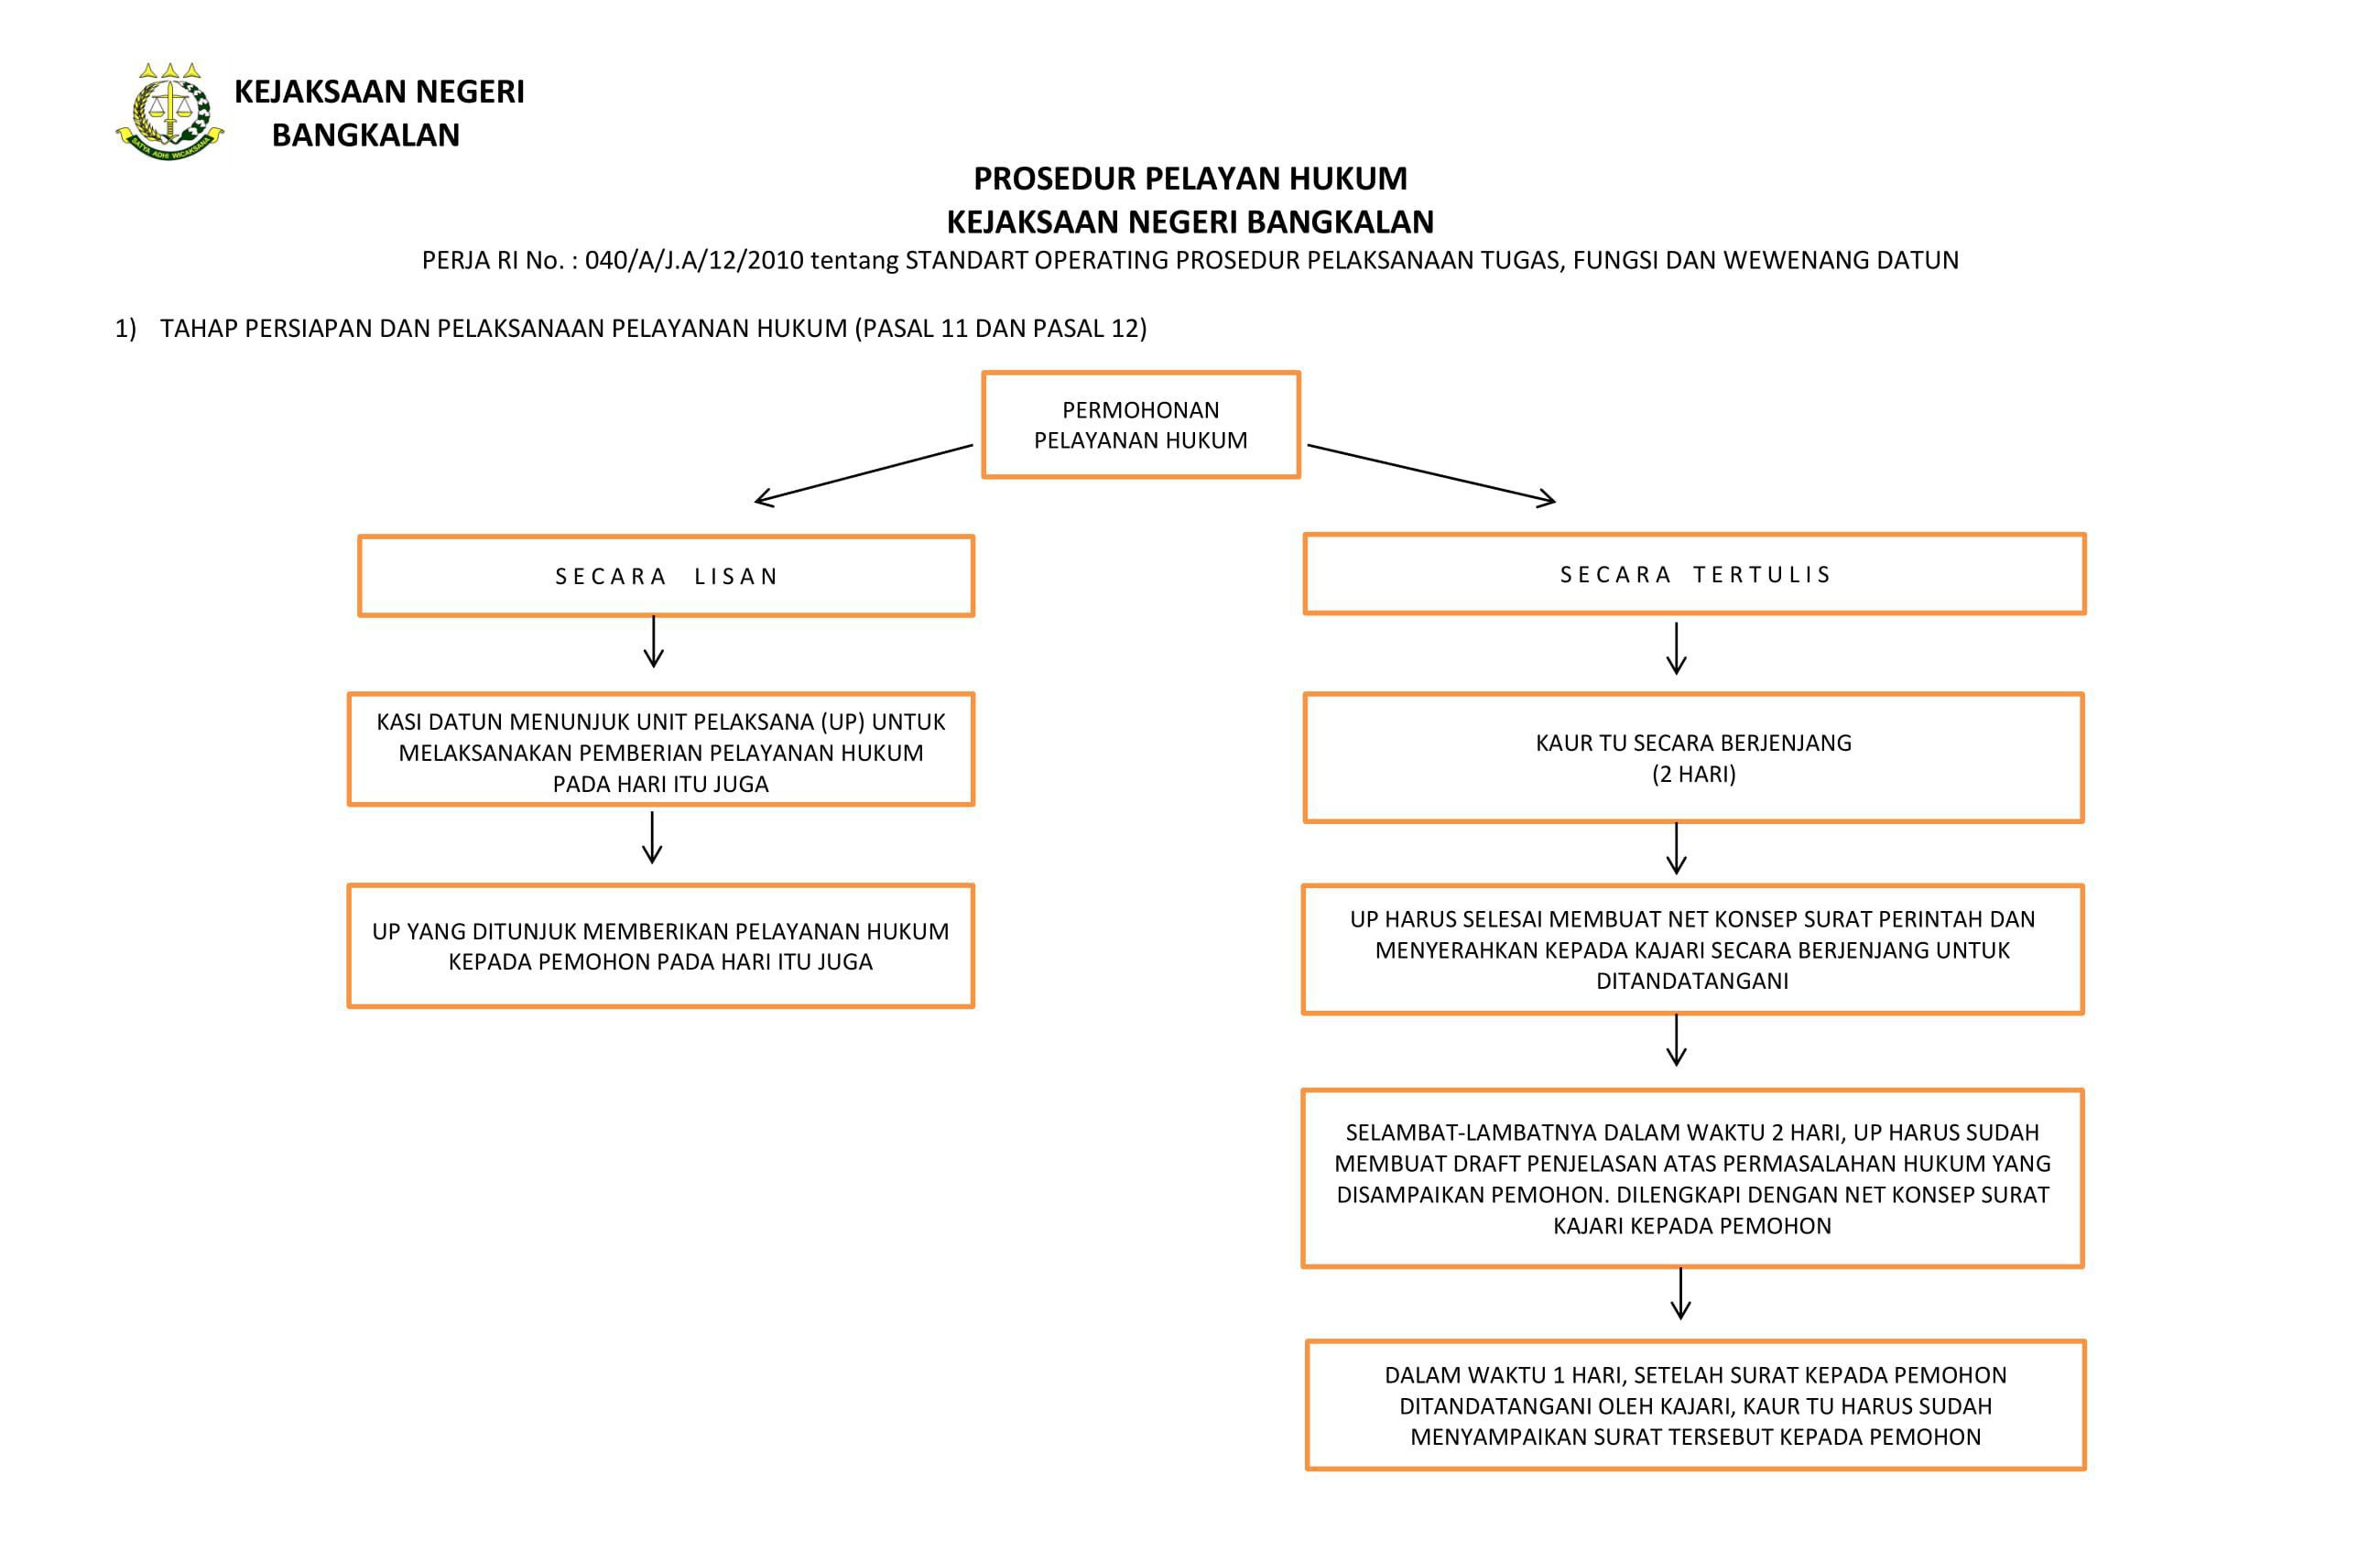 KEJAKSAAN NEGERI
BANGKALAN
SATYA ADHI WICAKSANA
PROSEDUR PELAYAN HUKUM
KEJAKSAAN NEGERI BANGKALAN
PERJA RI No. : 040/A/J.A/12/2010 tentang STANDART OPERATING PROSEDUR PELAKSANAAN TUGAS, FUNGSI DAN WEWENANG DATUN
1) TAHAP PERSIAPAN DAN PELAKSANAAN PELAYANAN HUKUM (PASAL 11 DAN PASAL 12)
PERMOHONAN
PELAYANAN HUKUM
SECARA LISAN
KASI DATUN MENUNJUK UNIT PELAKSANA (UP) UNTUK
MELAKSANAKAN PEMBERIAN PELAYANAN HUKUM
PADA HARI ITU JUGA
UP YANG DITUNJUK MEMBERIKAN PELAYANAN HUKUM
KEPADA PEMOHON PADA HARI ITU JUGA
SECARA TERTULIS
KAUR TU SECARA BERJENJANG
(2 HARI)
UP HARUS SELESAI MEMBUAT NET KONSEP SURAT PERINTAH DAN
MENYERAHKAN KEPADA KAJARI SECARA BERJENJANG UNTUK
DITANDATANGANI
SELAMBAT-LAMBATNYA DALAM WAKTU 2 HARI, UP HARUS SUDAH
MEMBUAT DRAFT PENJELASAN ATAS PERMASALAHAN HUKUM YANG
DISAMPAIKAN PEMOHON. DILENGKAPI DENGAN NET KONSEP SURAT
KAJARI KEPADA PEMOHON
DALAM WAKTU 1 HARI, SETELAH SURAT KEPADA PEMOHON
DITANDATANGANI OLEH KAJARI, KAUR TU HARUS SUDAH
MENYAMPAIKAN SURAT TERSEBUT KEPADA PEMOHON